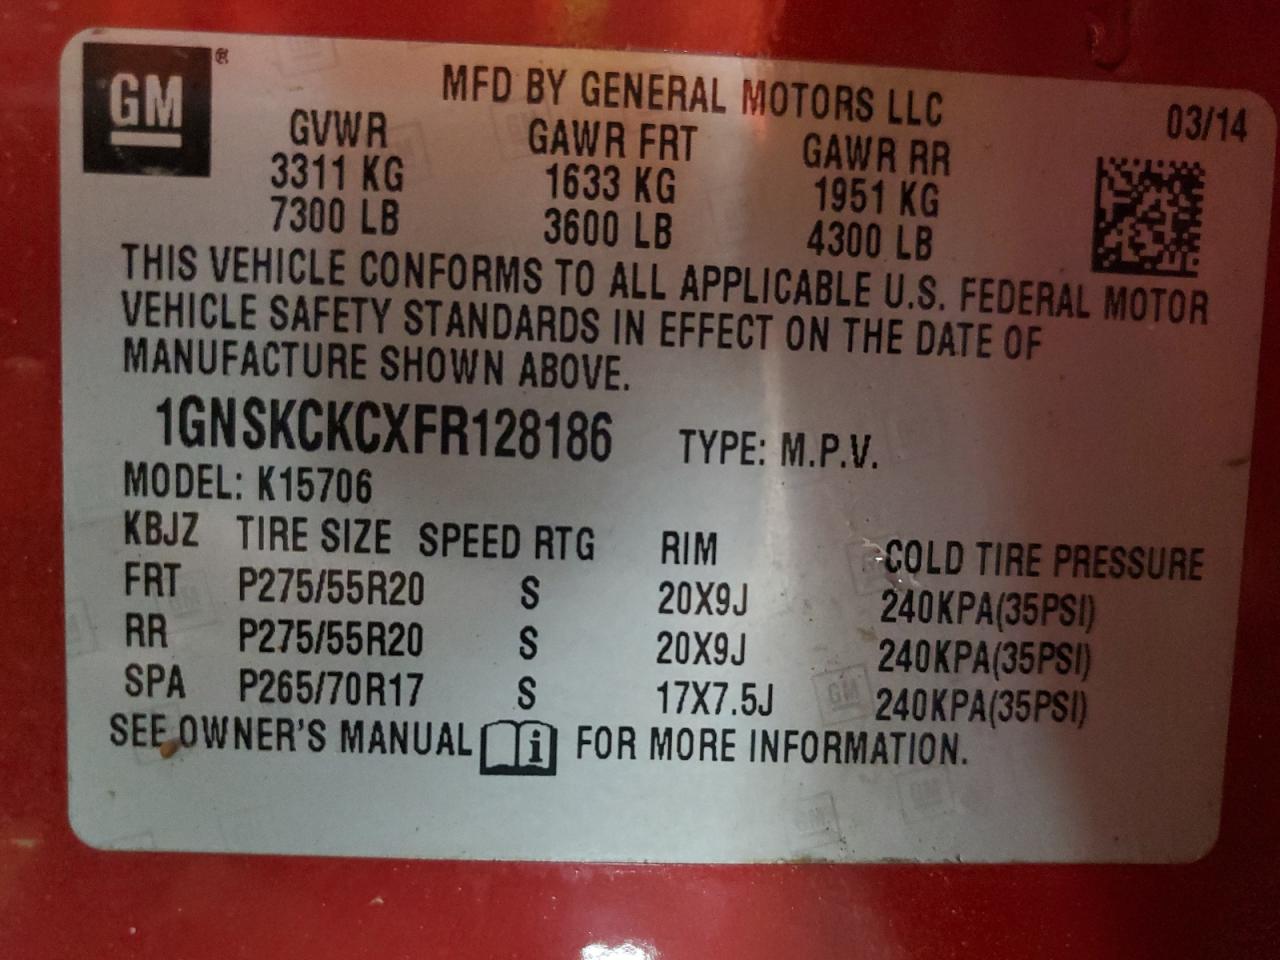 GM ®
MFD BY GENERAL MOTORS LLC
03/14
GVWR GAWR FRT GAWR RR
3311 KG 1633 KG 1951 KG
7300 LB 3600 LB 4300 LB
THIS VEHICLE CONFORMS TO ALL APPLICABLE U.S. FEDERAL MOTOR
VEHICLE SAFETY STANDARDS IN EFFECT ON THE DATE OF
MANUFACTURE SHOWN ABOVE.
1GNSKCKCXFR128186 TYPE: M.P.V.
MODEL: K15706
KBJZ TIRE SIZE SPEED RTG RIM COLD TIRE PRESSURE
FRT P275/55R20 S 20X9J 240KPA(35PSI)
RR P275/55R20 S 20X9J 240KPA(35PSI)
SPA P265/70R17 S 17X7.5J 240KPA(35PSI)
SEE OWNER'S MANUAL i FOR MORE INFORMATION.